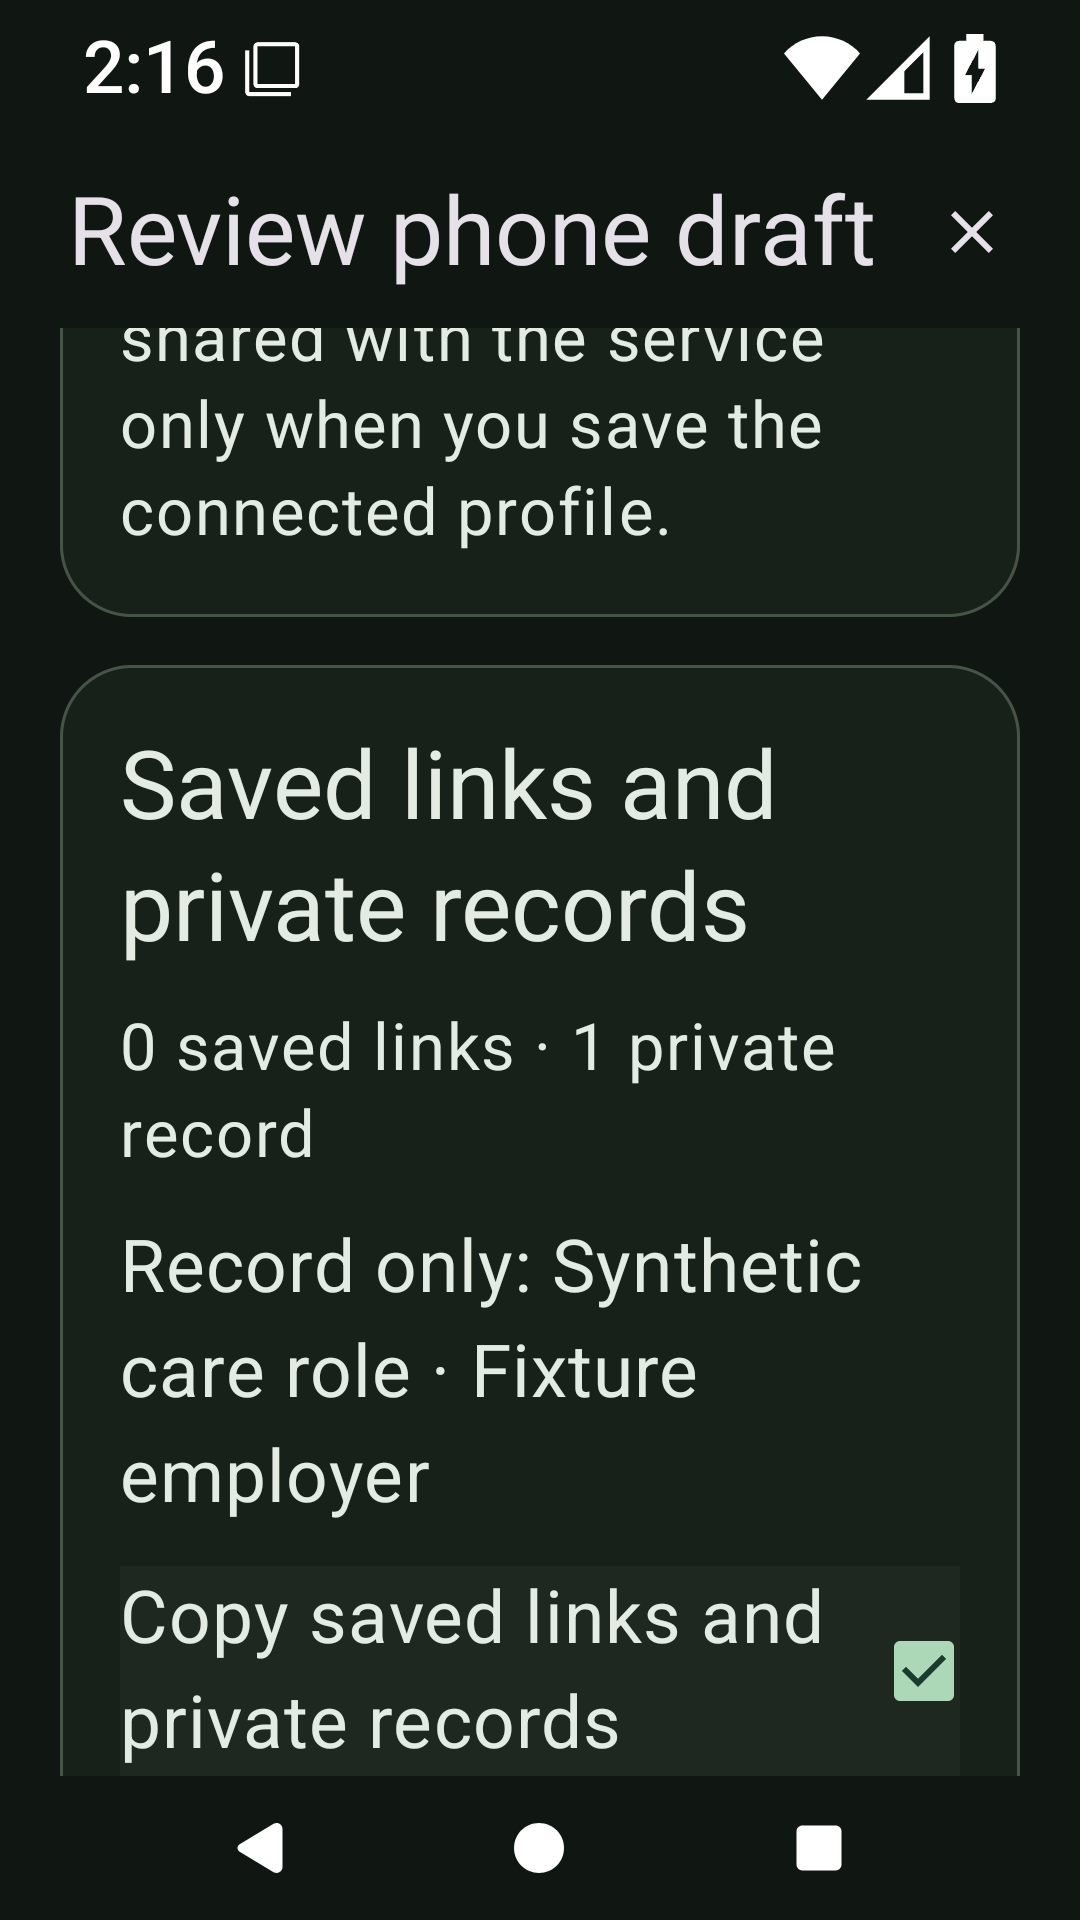 2:16
Review phone draft
shared with the service
only when you save the
connected profile.
Saved links and
private records
0 saved links · 1 private
record
Record only: Synthetic
care role · Fixture
employer
Copy saved links and
private records